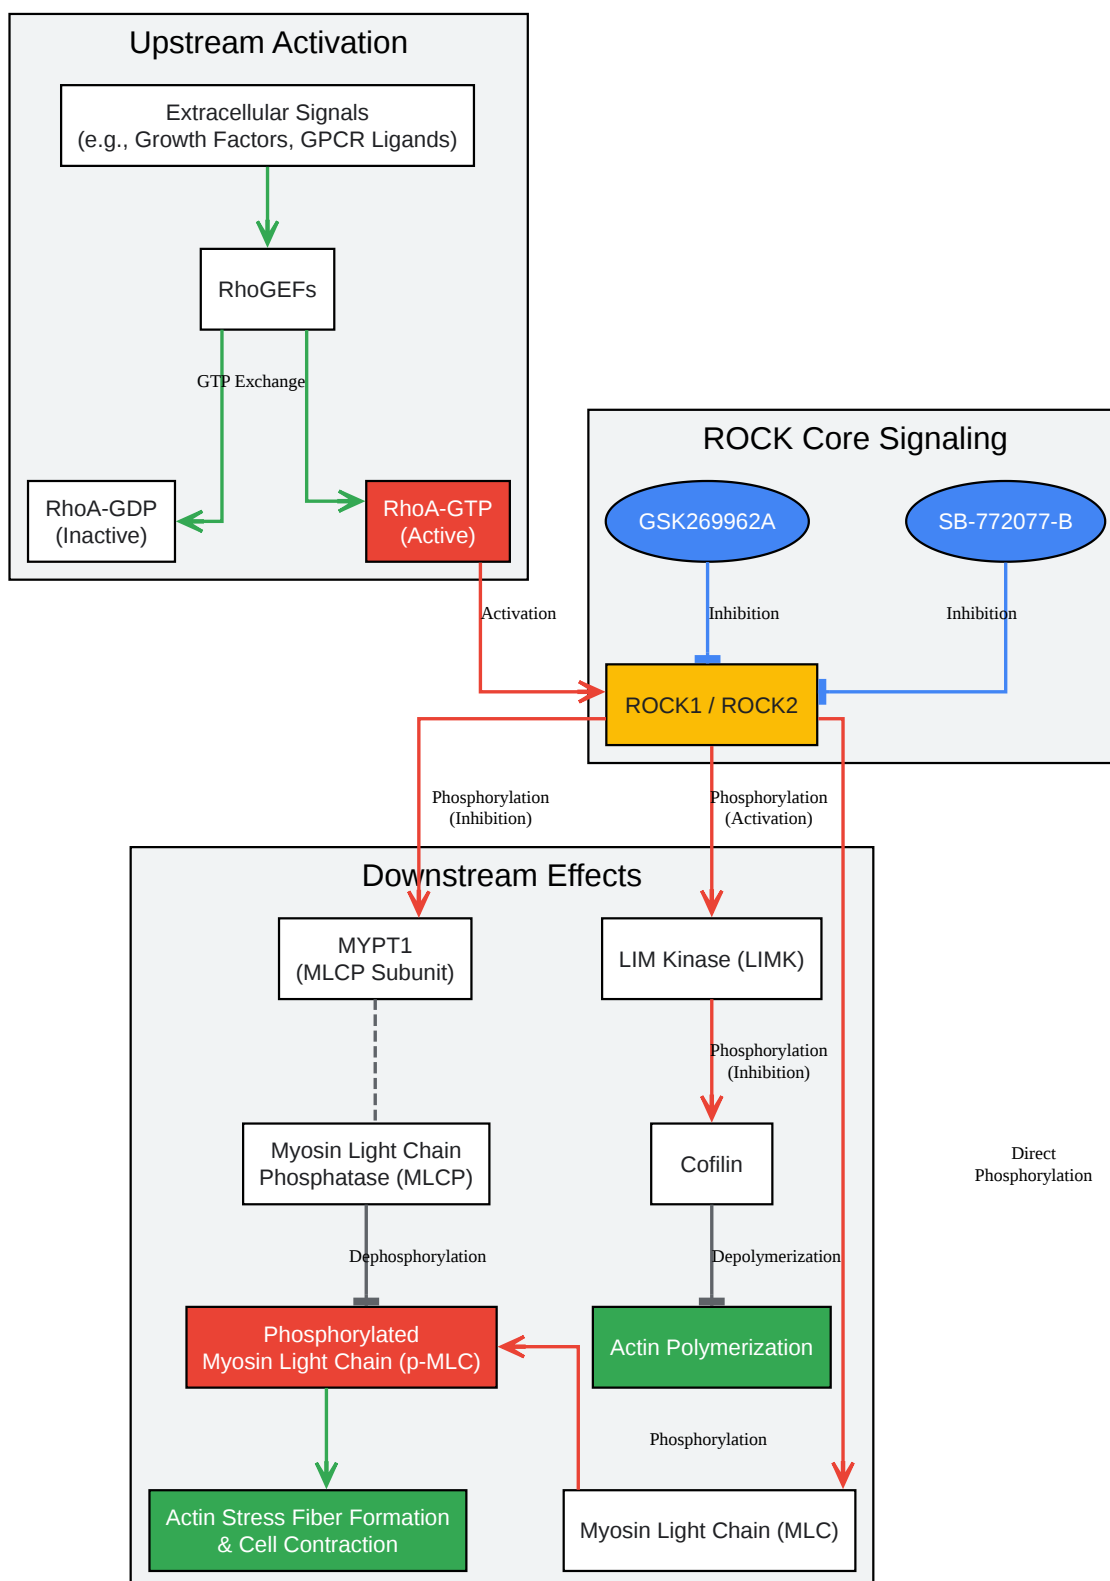 Upstream Activation
Extracellular Signals
(e.g., Growth Factors, GPCR Ligands)
RhoGEFs
GTP Exchange
RhoA-GDP
(Inactive)
RhoA-GTP
(Active)
ROCK Core Signaling
GSK269962A
SB-772077-B
Activation
Inhibition
Inhibition
ROCK1 / ROCK2
Phosphorylation
(Inhibition)
Phosphorylation
(Activation)
Downstream Effects
MYPT1
(MLCP Subunit)
LIM Kinase (LIMK)
Phosphorylation
(Inhibition)
Myosin Light Chain
Phosphatase (MLCP)
Cofilin
Direct
Phosphorylation
Dephosphorylation
Depolymerization
Phosphorylated
Myosin Light Chain (p-MLC)
Actin Polymerization
Phosphorylation
Actin Stress Fiber Formation
& Cell Contraction
Myosin Light Chain (MLC)